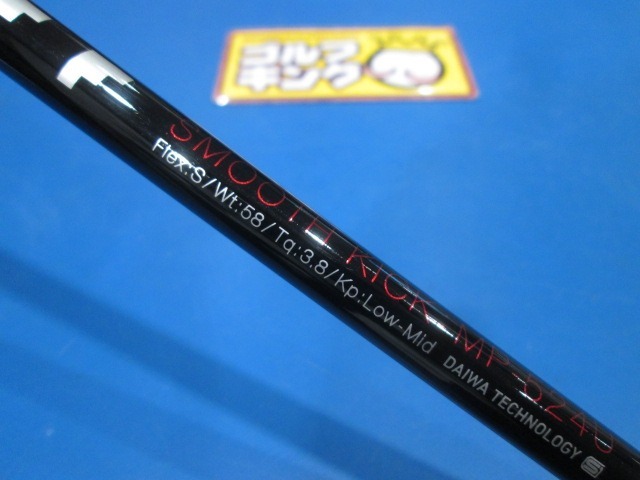 ゴルフ
キング
SMOOTH KICK MP-524U
Flex:S/Wt:58/Tq:3.8/Kp:Low-Mid DAIWA TECHNOLOGY S